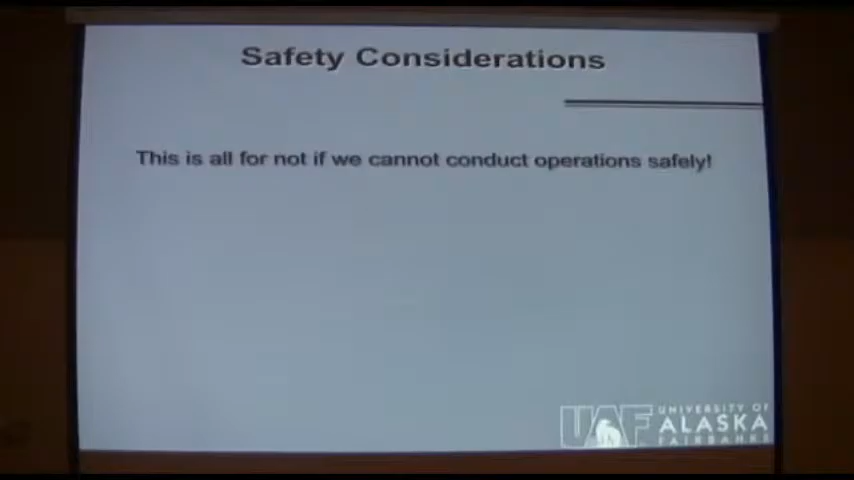 Safety Considerations
This is all for not if we cannot conduct operations safely!
UAF
UNIVERSITY OF
ALASKA
FAIRBANKS